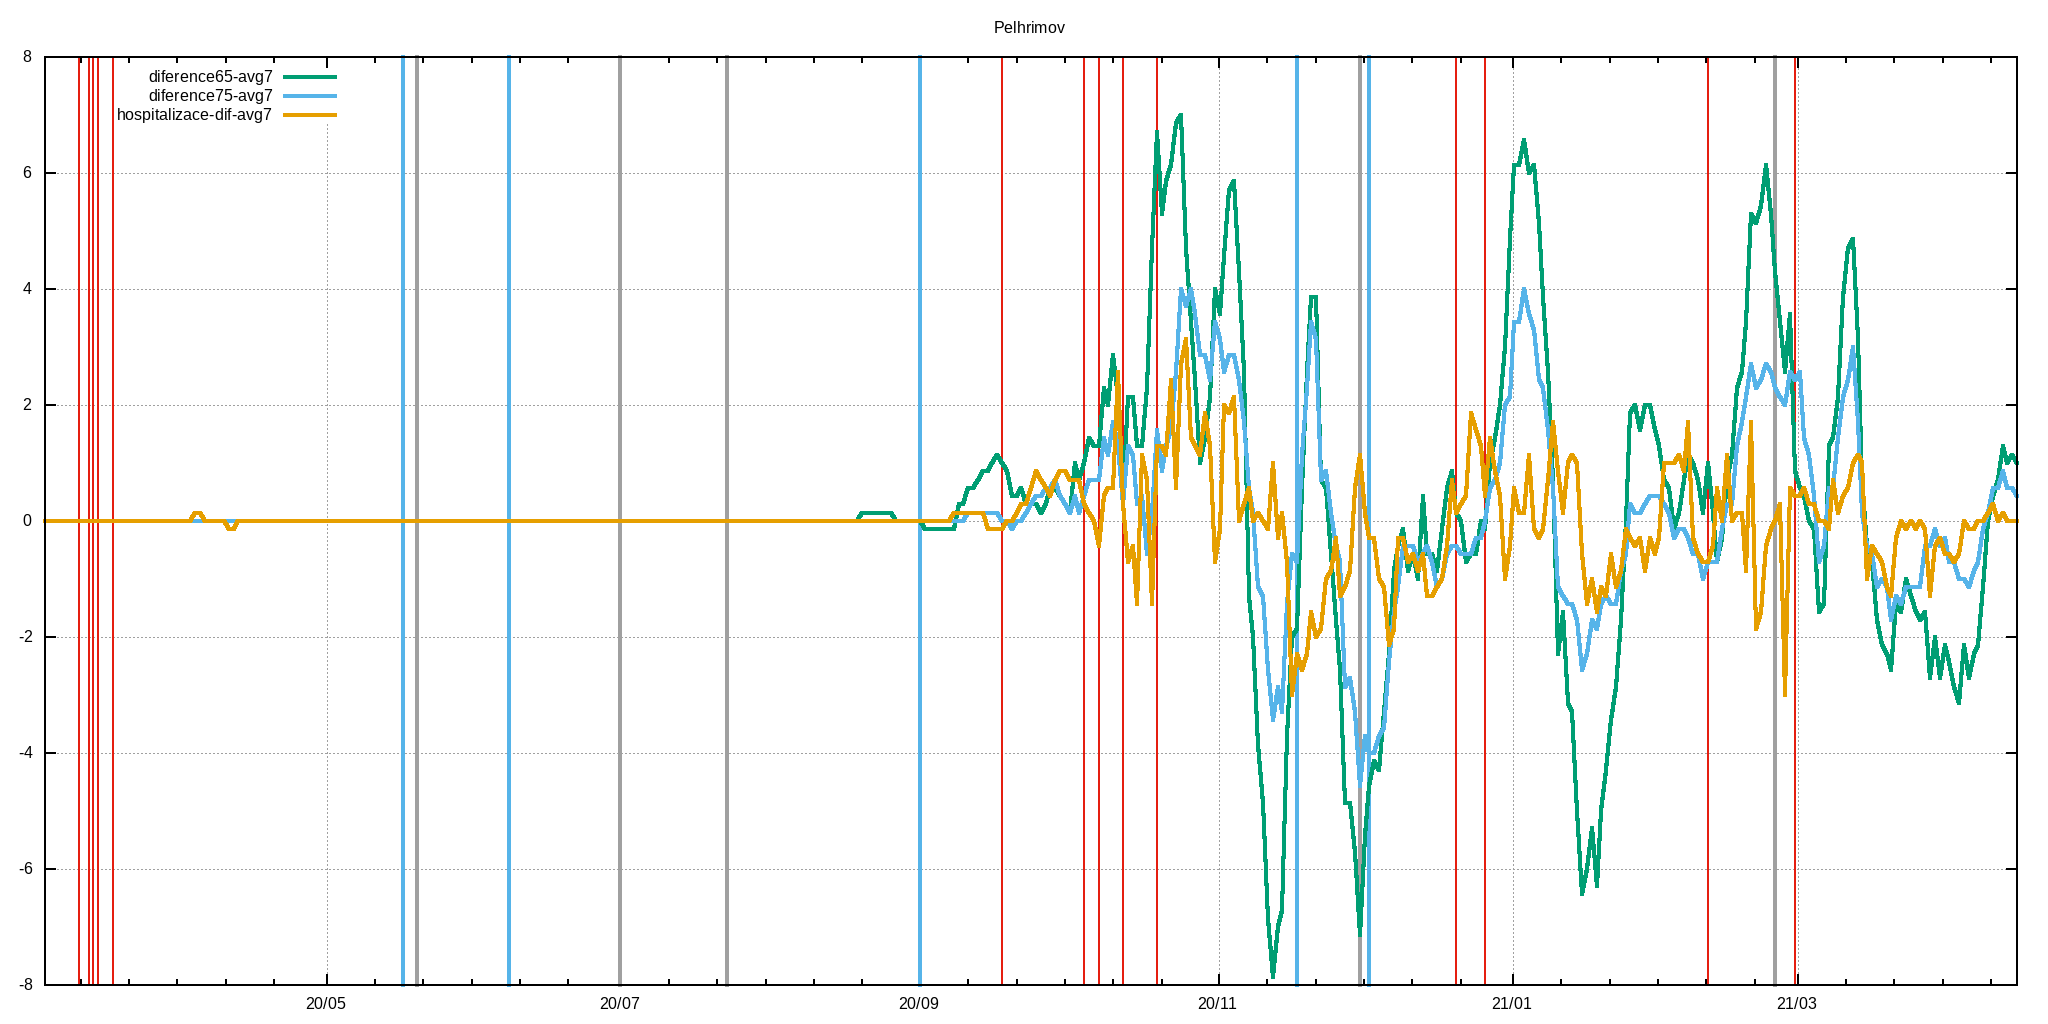 Pelhrimov
8
diference65-avg7
diference75-avg7
hospitalizace-dif-avg7
6
4
2
0
-2
-4
-6
-8
20/05 20/07 20/09 20/11 21/01 21/03